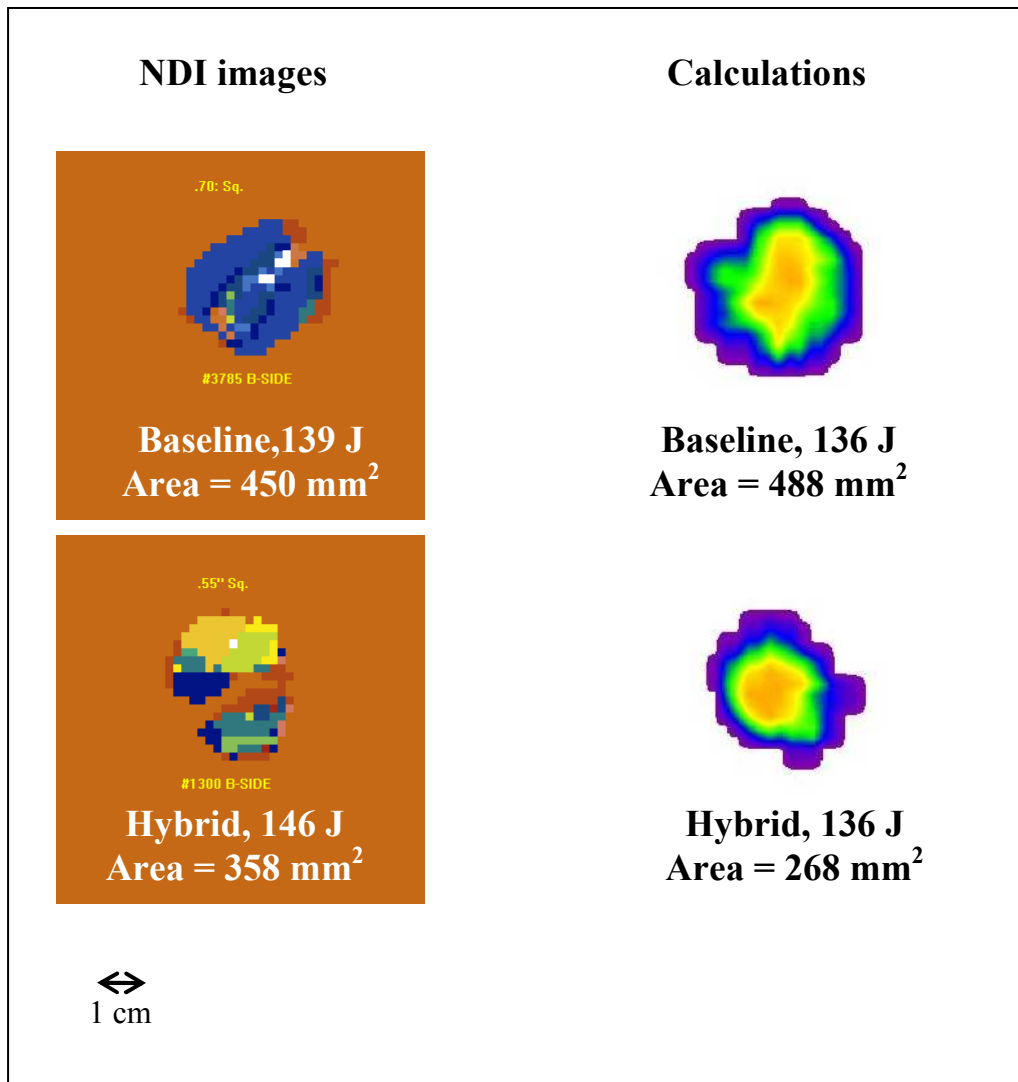 NDI images
Calculations
.70: Sq.
#3785 B-SIDE
Baseline,139 J
Area = 450 mm²
Baseline, 136 J
Area = 488 mm²
.55" Sq.
#1300 B-SIDE
Hybrid, 146 J
Area = 358 mm²
Hybrid, 136 J
Area = 268 mm²
1 cm